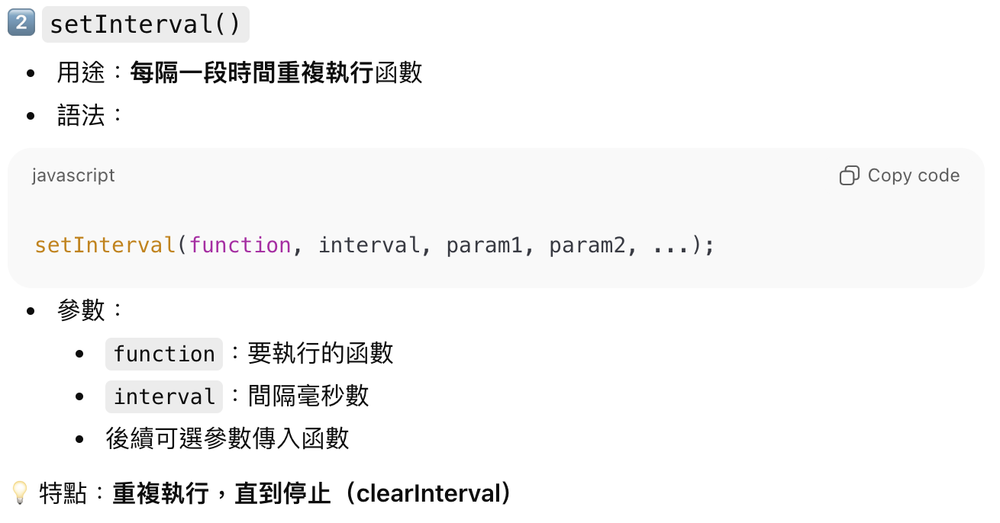 2️⃣ setInterval()
• 用途：每隔一段時間重複執行函數
• 語法：
javascript Copy code
setInterval(function, interval, param1, param2, ...);
• 參數：
• function：要執行的函數
• interval：間隔毫秒數
• 後續可選參數傳入函數
💡 特點：重複執行，直到停止（clearInterval）